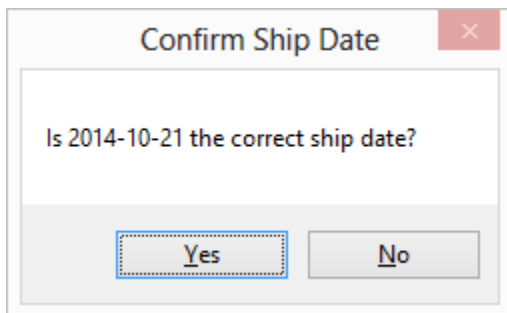 Confirm Ship Date
Is 2014-10-21 the correct ship date?
Yes
No